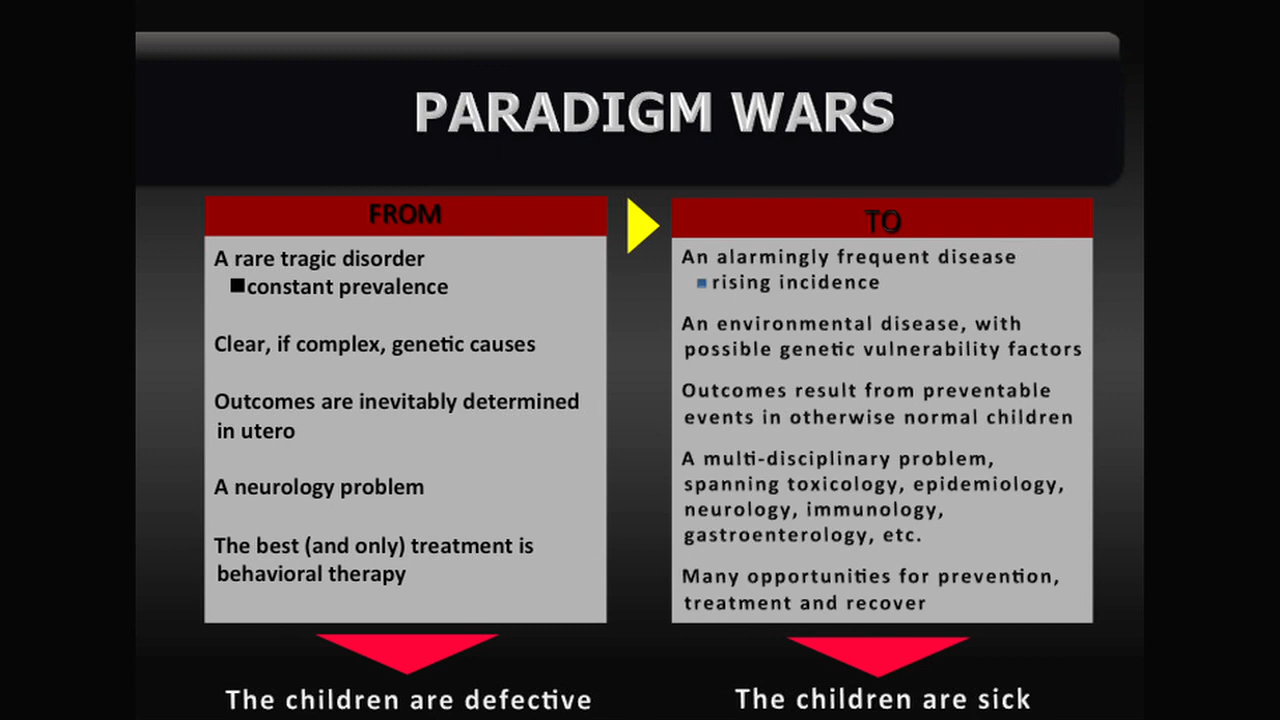 PARADIGM WARS
FROM
A rare tragic disorder
constant prevalence
Clear, if complex, genetic causes
Outcomes are inevitably determined
in utero
A neurology problem
The best (and only) treatment is
behavioral therapy
The children are defective
TO
An alarmingly frequent disease
rising incidence
An environmental disease, with
possible genetic vulnerability factors
Outcomes result from preventable
events in otherwise normal children
A multi-disciplinary problem,
spanning toxicology, epidemiology,
neurology, immunology,
gastroenterology, etc.
Many opportunities for prevention,
treatment and recover
The children are sick